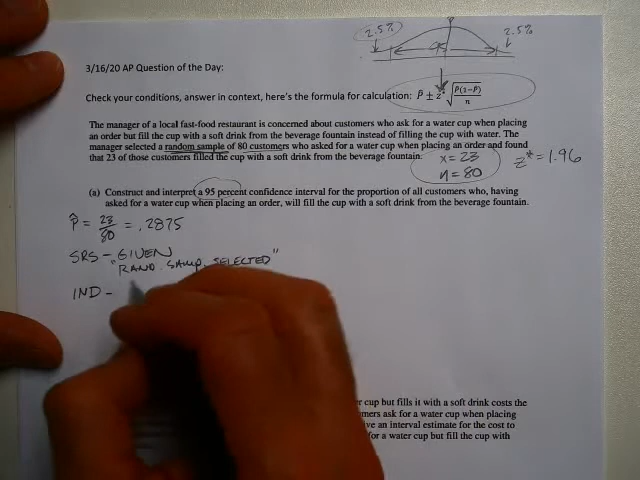 2.5%
95
2.5%
3/16/20 AP Question of the Day:
Check your conditions, answer in context, here's the formula for calculation: P̂ ± z* √P(1−P)/n
The manager of a local fast-food restaurant is concerned about customers who ask for a water cup when placing
an order but fill the cup with a soft drink from the beverage fountain instead of filling the cup with water. The
manager selected a random sample of 80 customers who asked for a water cup when placing an order and found
that 23 of those customers filled the cup with a soft drink from the beverage fountain.
x = 23
n = 80
z* = 1.96
(a) Construct and interpret a 95 percent confidence interval for the proportion of all customers who, having
asked for a water cup when placing an order, will fill the cup with a soft drink from the beverage fountain.
P̂ = 23/80 = .2875
SRS - GIVEN
"RAND. SAMP. SELECTED"
IND -
cup but fills it with a soft drink costs the
mers ask for a water cup when placing
ve an interval estimate for the cost to
for a water cup but fill the cup with